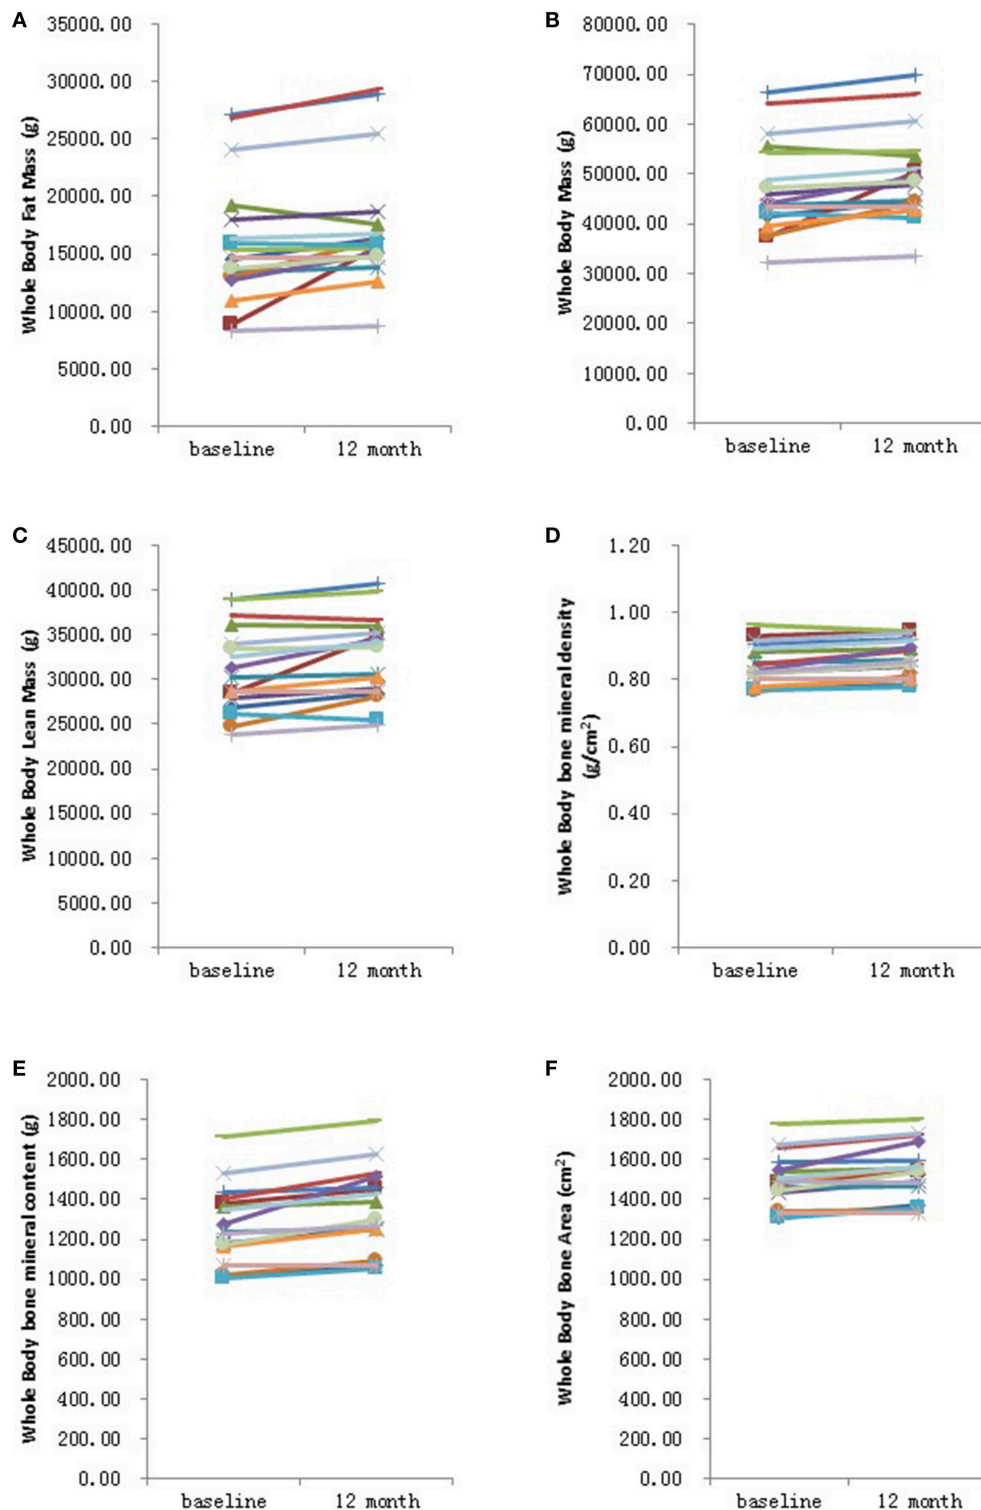 A
Whole Body Fat Mass (g)
35000.00
30000.00
25000.00
20000.00
15000.00
10000.00
5000.00
0.00
baseline 12 month
B
Whole Body Mass (g)
80000.00
70000.00
60000.00
50000.00
40000.00
30000.00
20000.00
10000.00
0.00
baseline 12 month
C
Whole Body Lean Mass (g)
45000.00
40000.00
35000.00
30000.00
25000.00
20000.00
15000.00
10000.00
5000.00
0.00
baseline 12 month
D
Whole Body bone mineral density
(g/cm²)
1.20
1.00
0.80
0.60
0.40
0.20
0.00
baseline 12 month
E
Whole Body bone mineral content (g)
2000.00
1800.00
1600.00
1400.00
1200.00
1000.00
800.00
600.00
400.00
200.00
0.00
baseline 12 month
F
Whole Body Bone Area (cm²)
2000.00
1800.00
1600.00
1400.00
1200.00
1000.00
800.00
600.00
400.00
200.00
0.00
baseline 12 month